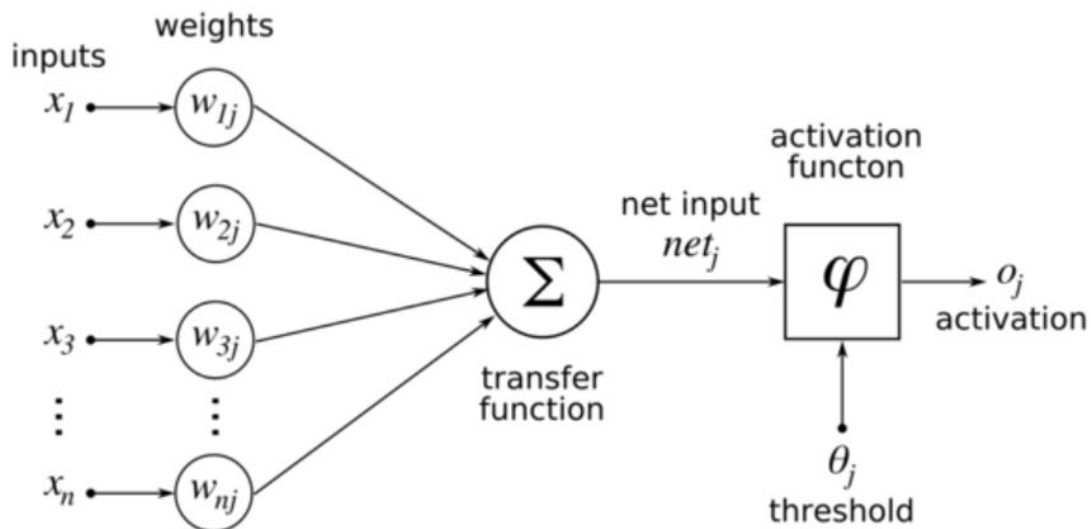 weights
inputs
x1
w1j
x2
w2j
x3
w3j
⋮
⋮
xn
wnj
Σ
transfer
function
net input
netj
activation
functon
φ
oj
activation
θj
threshold